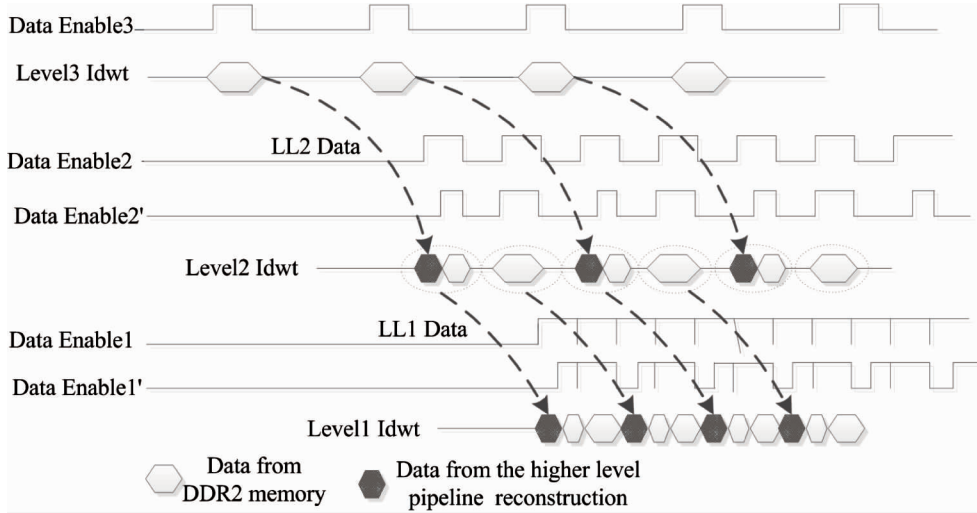 Data Enable3
Level3 Idwt
LL2 Data
Data Enable2
Data Enable2'
Level2 Idwt
LL1 Data
Data Enable1
Data Enable1'
Level1 Idwt
Data from
DDR2 memory
Data from the higher level
pipeline reconstruction